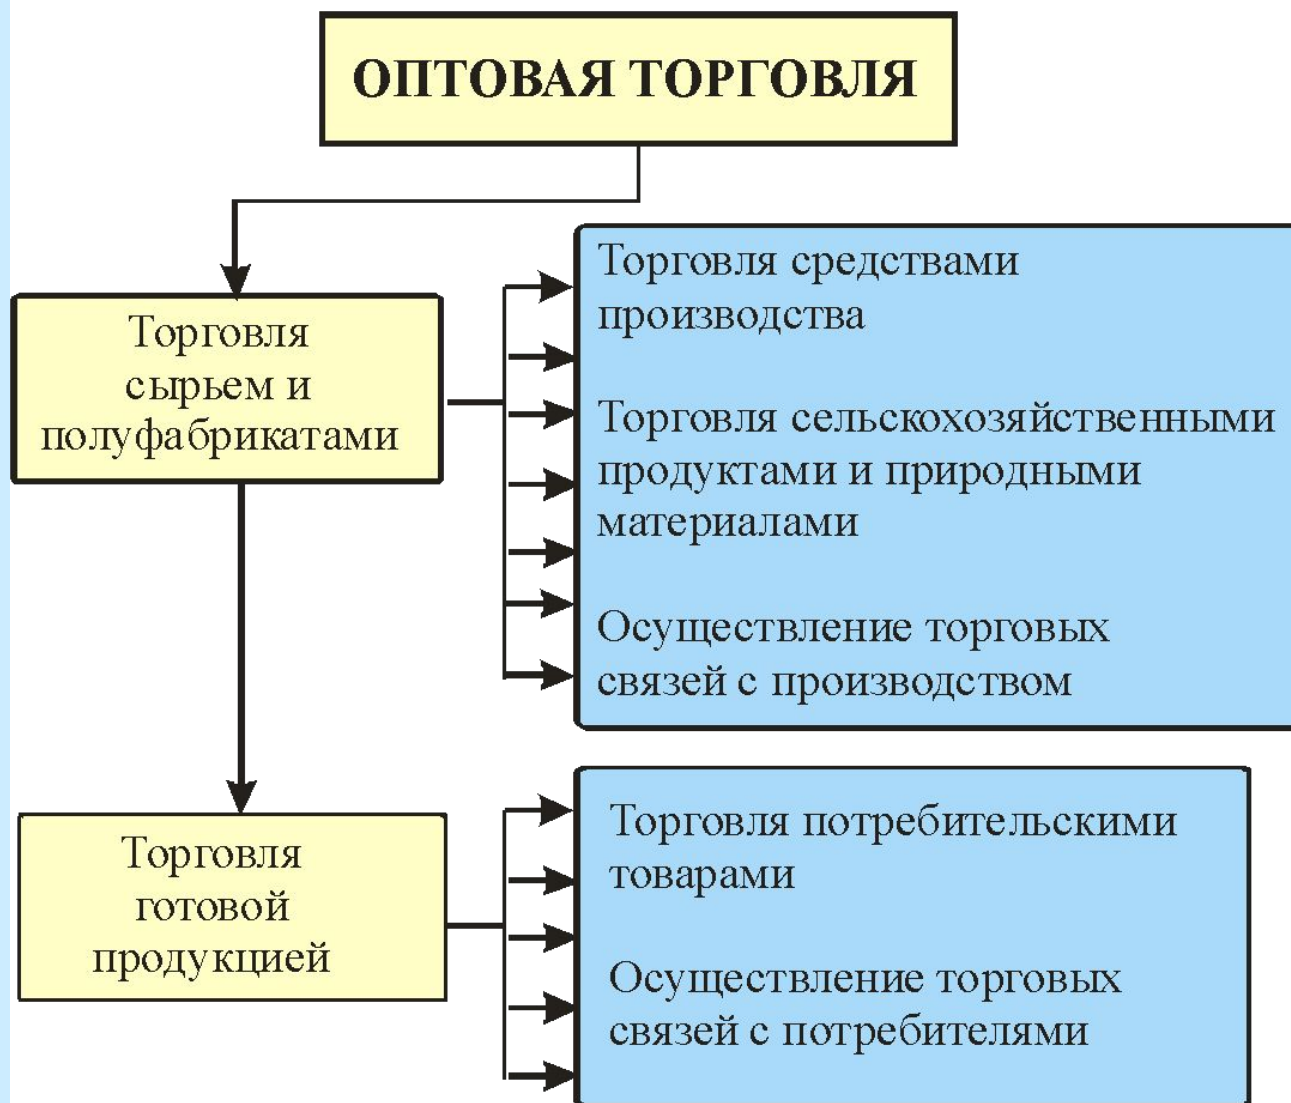 ОПТОВАЯ ТОРГОВЛЯ
Торговля
сырьем и
полуфабрикатами
Торговля средствами
производства
Торговля сельскохозяйственными
продуктами и природными
материалами
Осуществление торговых
связей с производством
Торговля
готовой
продукцией
Торговля потребительскими
товарами
Осуществление торговых
связей с потребителями